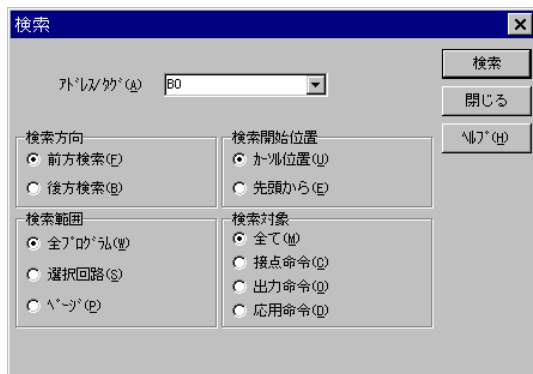 検索
ｱﾄﾞﾚｽ/ﾀｸﾞ(A) B0
検索
閉じる
ﾍﾙﾌﾟ(H)
検索方向
前方検索(F)
後方検索(B)
検索開始位置
ｶｰｿﾙ位置(U)
先頭から(E)
検索範囲
全ﾌﾟﾛｸﾞﾗﾑ(W)
選択回路(S)
ﾍﾟｰｼﾞ(P)
検索対象
全て(M)
接点命令(C)
出力命令(O)
応用命令(D)